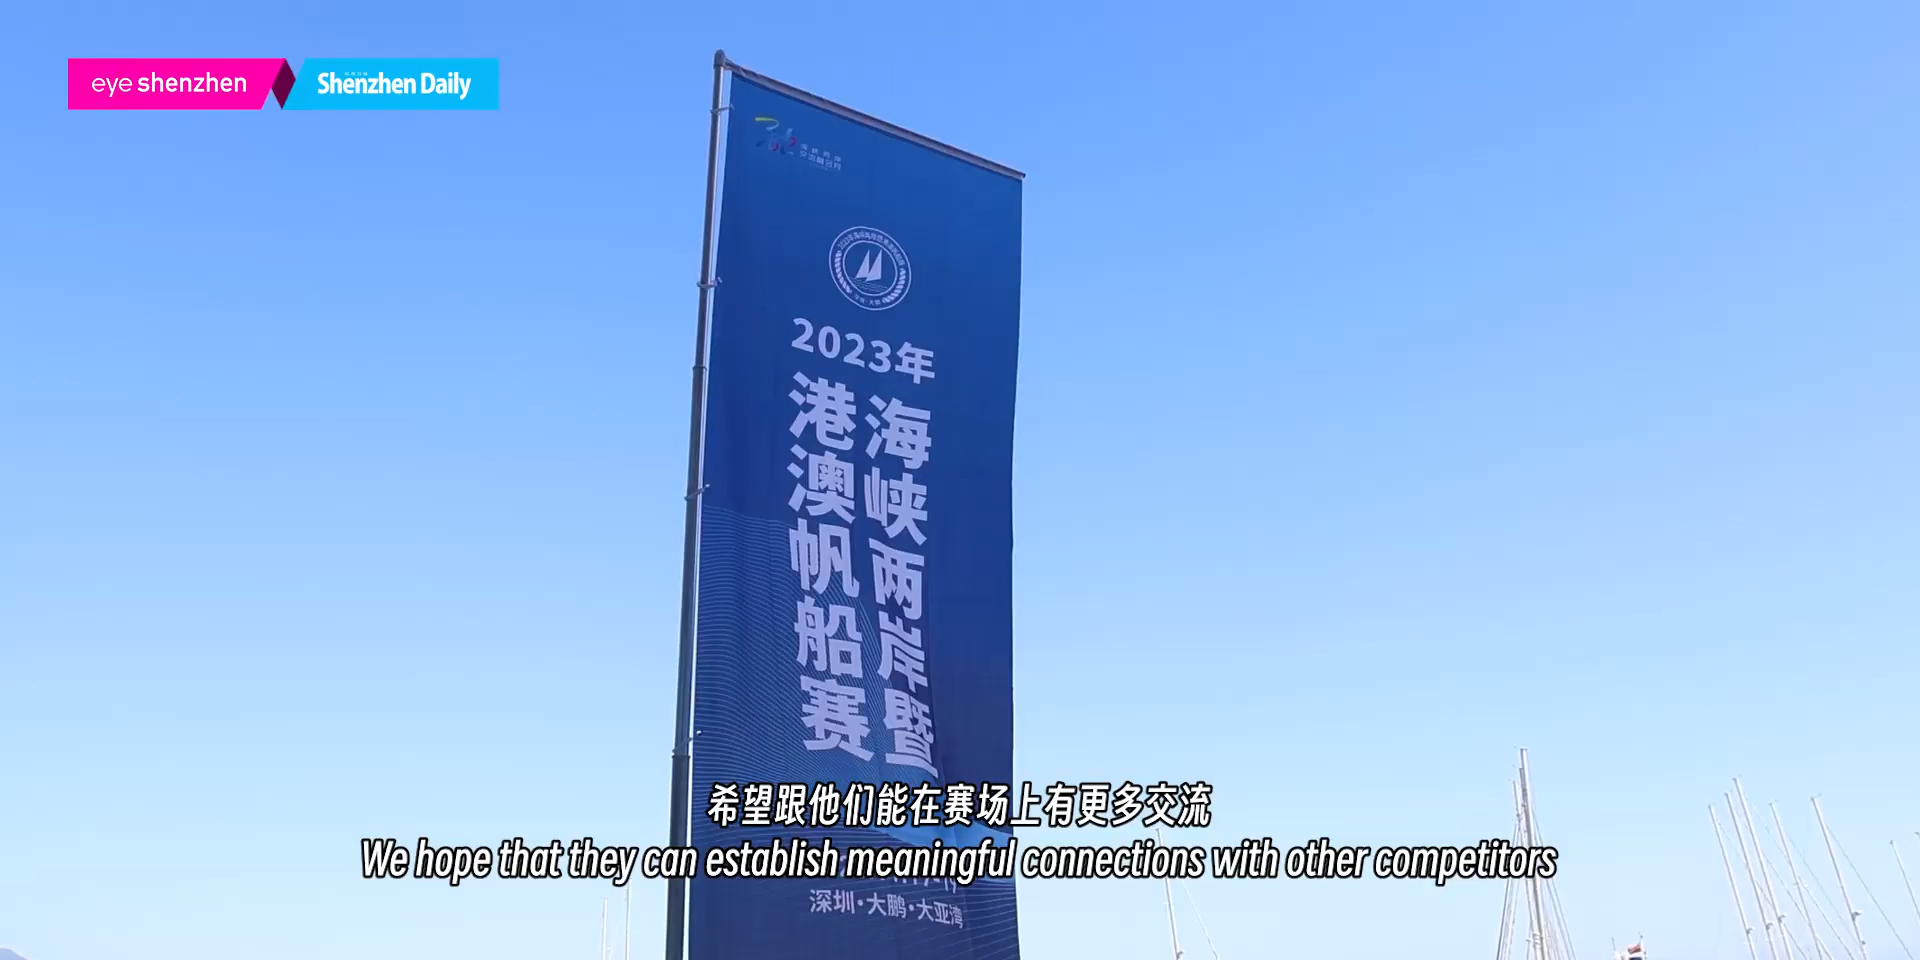 eye shenzhen
Shenzhen Daily
2023年
海峡两岸暨
港澳帆船赛
希望跟他们能在赛场上有更多交流
We hope that they can establish meaningful connections with other competitors
深圳·大鹏·大亚湾